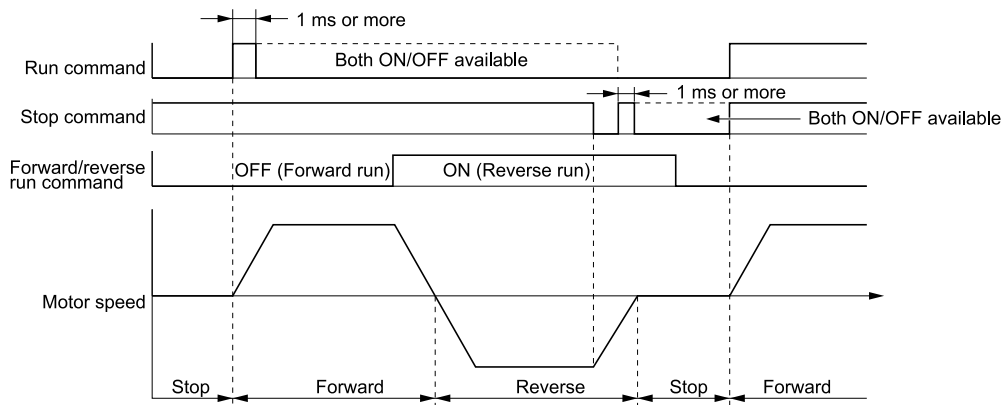 1 ms or more
Run command
Both ON/OFF available
1 ms or more
Stop command
Both ON/OFF available
Forward/reverse
run command
OFF (Forward run)
ON (Reverse run)
Motor speed
Stop
Forward
Reverse
Stop
Forward